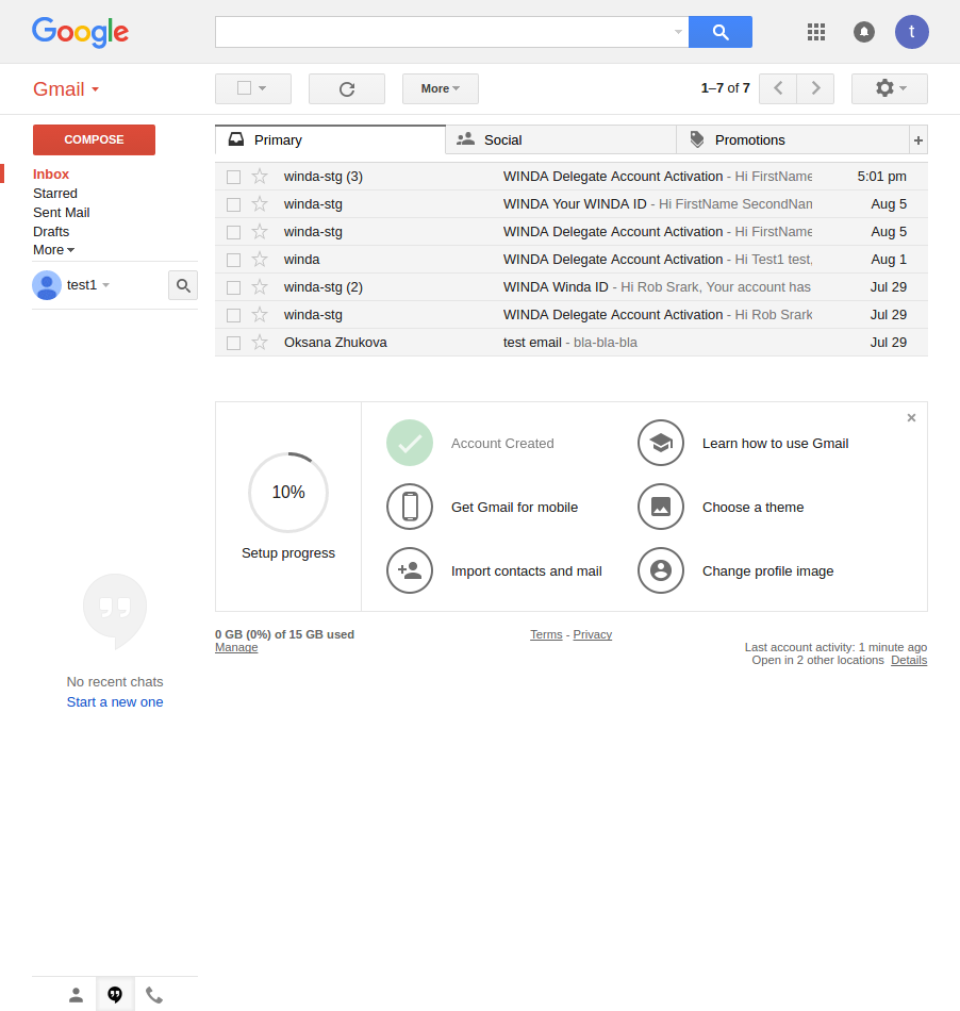 Google
t
Gmail
More
1–7 of 7
COMPOSE
Inbox
Starred
Sent Mail
Drafts
More
test1
Primary
Social
Promotions
+
winda-stg (3) WINDA Delegate Account Activation - Hi FirstName 5:01 pm
winda-stg WINDA Your WINDA ID - Hi FirstName SecondNam Aug 5
winda-stg WINDA Delegate Account Activation - Hi FirstName Aug 5
winda WINDA Delegate Account Activation - Hi Test1 test, Aug 1
winda-stg (2) WINDA Winda ID - Hi Rob Srark, Your account has Jul 29
winda-stg WINDA Delegate Account Activation - Hi Rob Srark Jul 29
Oksana Zhukova test email - bla-bla-bla Jul 29
10%
Setup progress
Account Created
Learn how to use Gmail
Get Gmail for mobile
Choose a theme
Import contacts and mail
Change profile image
0 GB (0%) of 15 GB used
Manage
Terms - Privacy
Last account activity: 1 minute ago
Open in 2 other locations Details
No recent chats
Start a new one